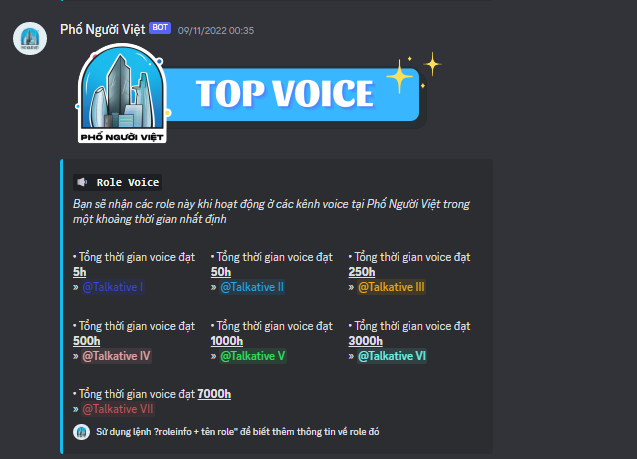 Phố Người Việt BOT 09/11/2022 00:35
TOP VOICE
PHỐ NGƯỜI VIỆT
Role Voice
Bạn sẽ nhận các role này khi hoạt động ở các kênh voice tại Phố Người Việt trong
một khoảng thời gian nhất định
• Tổng thời gian voice đạt
5h
» @Talkative I
• Tổng thời gian voice đạt
50h
» @Talkative II
• Tổng thời gian voice đạt
250h
» @Talkative III
• Tổng thời gian voice đạt
500h
» @Talkative IV
• Tổng thời gian voice đạt
1000h
» @Talkative V
• Tổng thời gian voice đạt
3000h
» @Talkative VI
• Tổng thời gian voice đạt 7000h
» @Talkative VII
Sử dụng lệnh ?roleinfo + tên role" để biết thêm thông tin về role đó